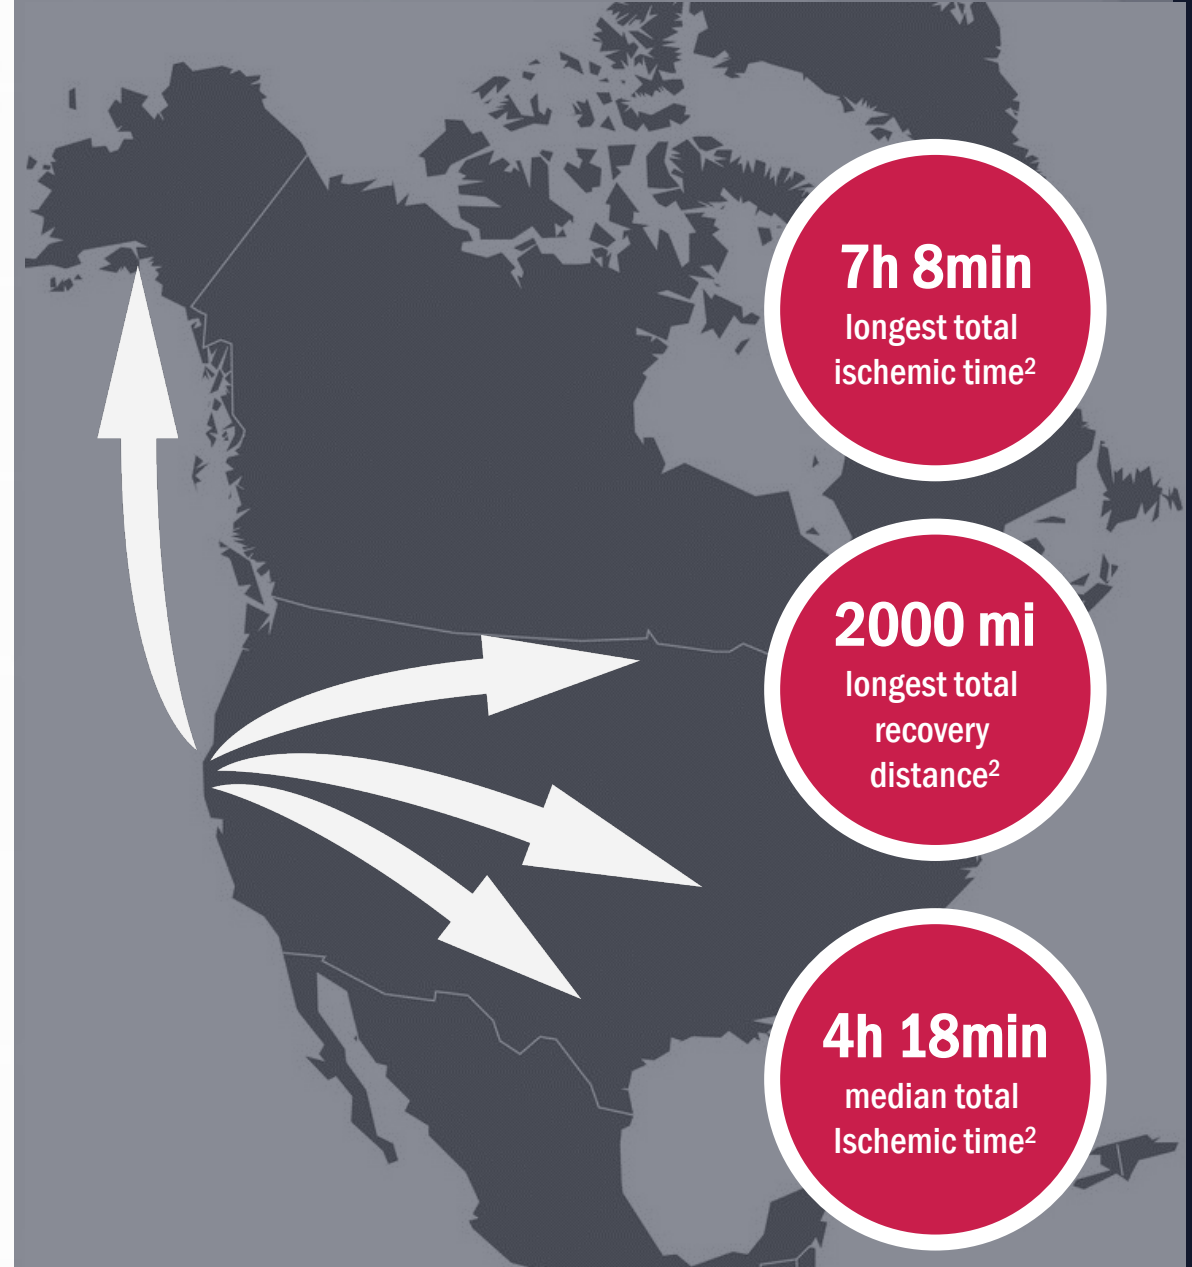 7h 8min
longest total
ischemic time²
2000 mi
longest total
recovery
distance²
4h 18min
median total
Ischemic time²